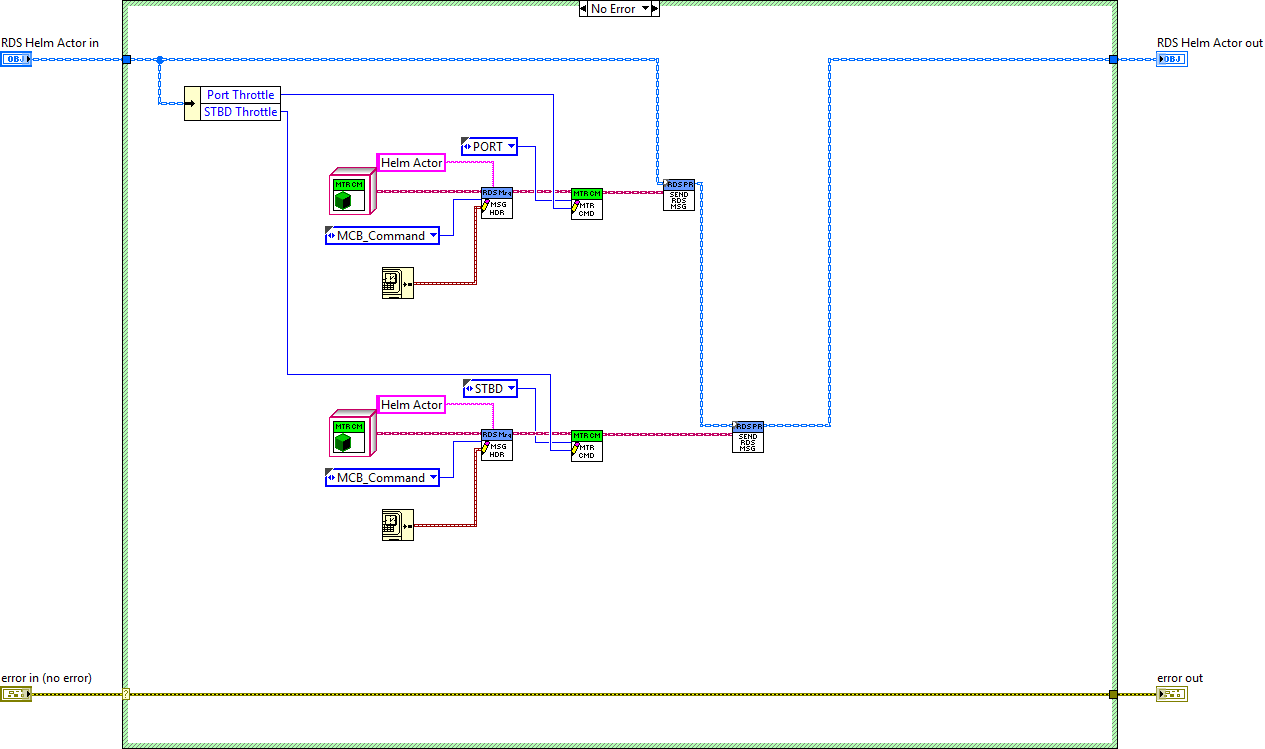 No Error
RDS Helm Actor in
RDS Helm Actor out
OBJ
OBJ
Port Throttle
STBD Throttle
PORT
Helm Actor
MTR CM
RDS Msg
MSG
HDR
MTR CM
MTR
CMD
RDS PR
SEND
RDS
MSG
MCB_Command
STBD
Helm Actor
MTR CM
RDS Msg
MSG
HDR
MTR CM
MTR
CMD
RDS PR
SEND
RDS
MSG
MCB_Command
error in (no error)
error out
?